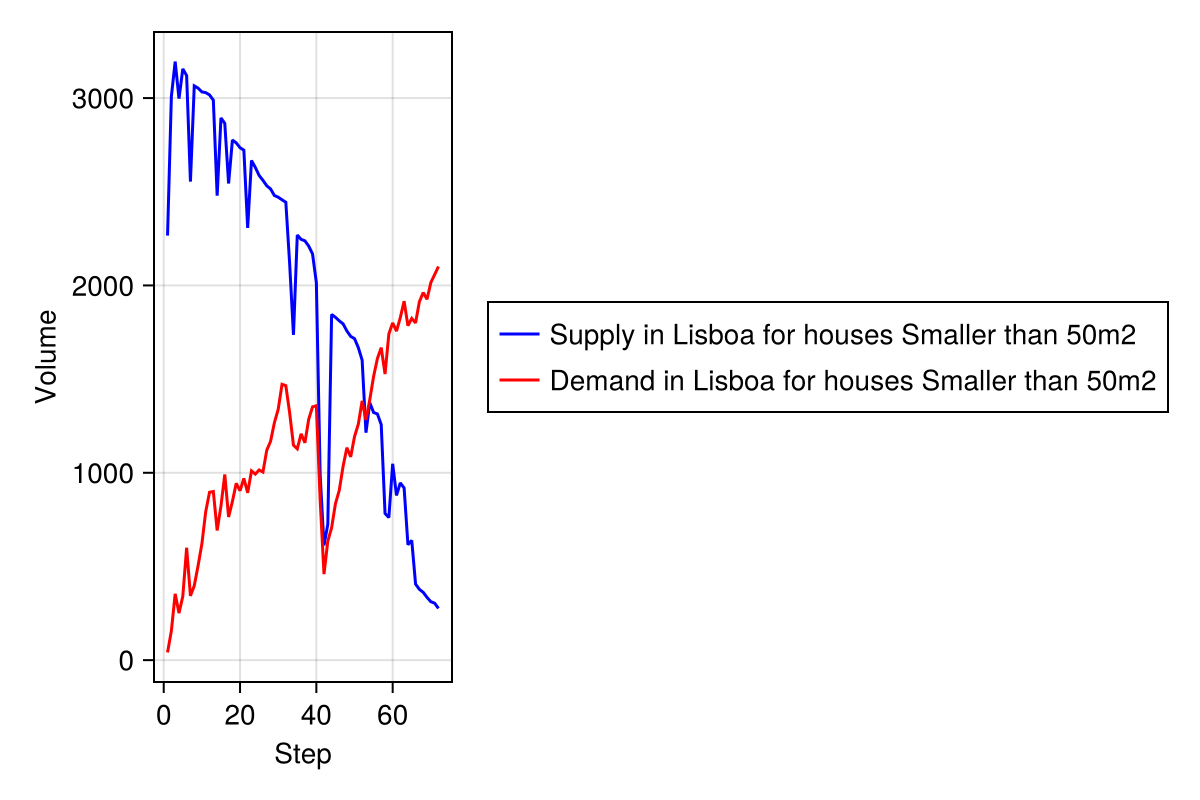 Volume
3000
2000
1000
0
0 20 40 60
Step
Supply in Lisboa for houses Smaller than 50m2
Demand in Lisboa for houses Smaller than 50m2